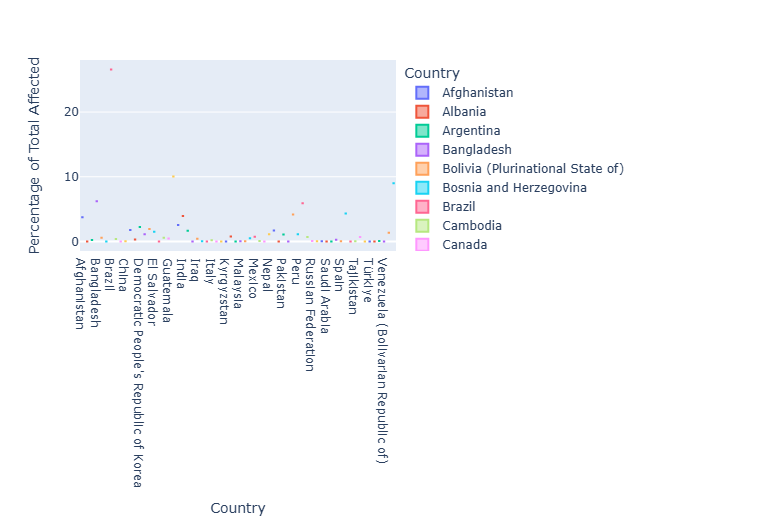 Percentage of Total Affected
20
10
0
Afghanistan
Bangladesh
Brazil
China
Democratic People's Republic of Korea
El Salvador
Guatemala
India
Iraq
Italy
Kyrgyzstan
Malaysia
Mexico
Nepal
Pakistan
Peru
Russian Federation
Saudi Arabia
Spain
Tajikistan
Türkiye
Venezuela (Bolivarian Republic of)
Country
Country
Afghanistan
Albania
Argentina
Bangladesh
Bolivia (Plurinational State of)
Bosnia and Herzegovina
Brazil
Cambodia
Canada